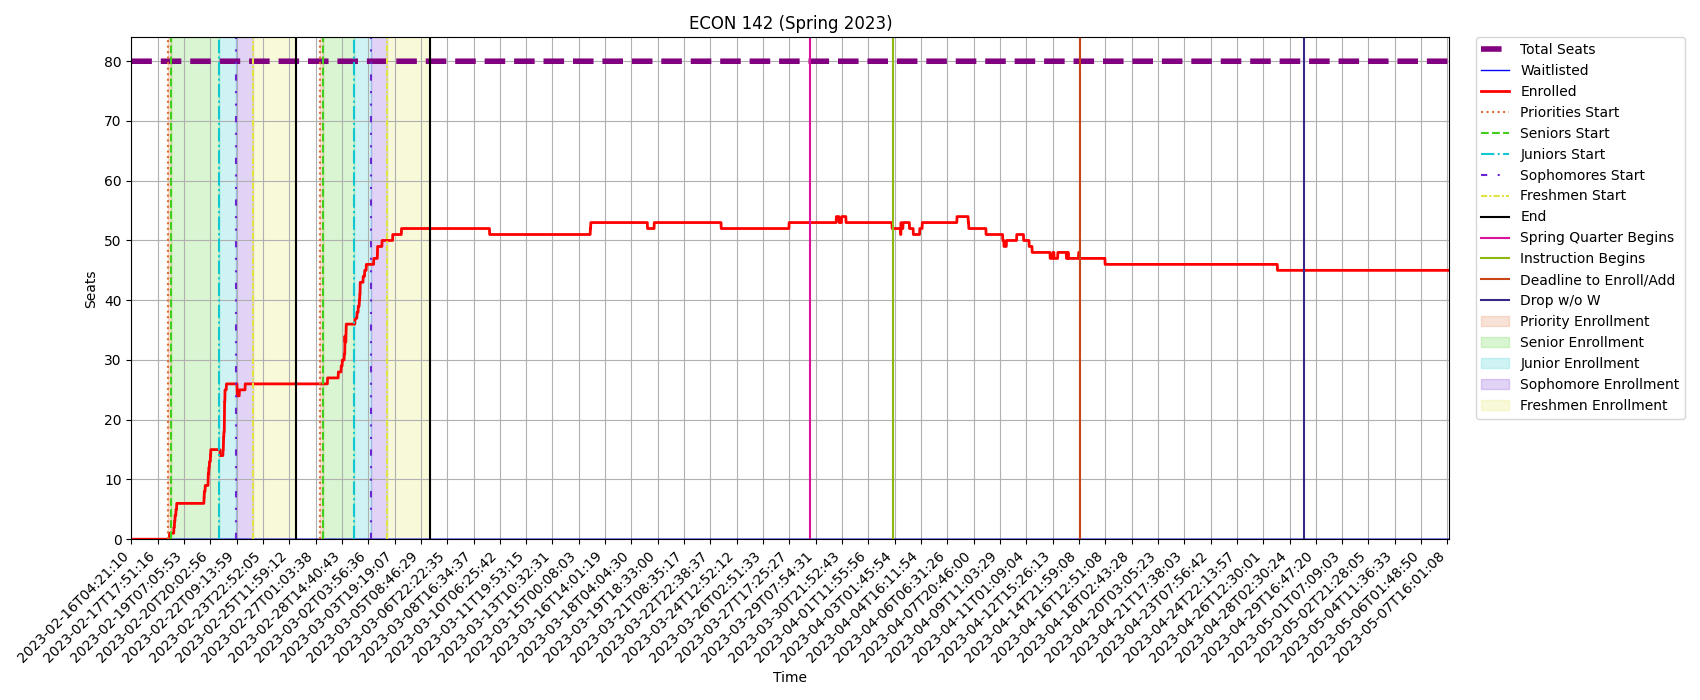 ECON 142 (Spring 2023)
80
70
60
50
40
30
20
10
0
Seats
2023-02-16T04:21:10
2023-02-17T17:51:16
2023-02-19T07:05:53
2023-02-20T20:02:56
2023-02-22T09:13:59
2023-02-23T22:52:05
2023-02-25T11:59:12
2023-02-27T01:03:38
2023-02-28T14:40:43
2023-03-02T03:56:36
2023-03-03T19:19:07
2023-03-05T08:46:29
2023-03-06T22:22:35
2023-03-08T16:34:37
2023-03-10T06:25:42
2023-03-11T19:53:15
2023-03-13T10:32:31
2023-03-15T00:08:03
2023-03-16T14:01:19
2023-03-18T04:04:30
2023-03-19T18:33:00
2023-03-21T08:35:17
2023-03-22T22:38:37
2023-03-24T12:52:12
2023-03-26T02:51:33
2023-03-27T17:25:27
2023-03-29T07:54:31
2023-03-30T21:52:43
2023-04-01T11:55:56
2023-04-03T01:45:54
2023-04-04T16:11:54
2023-04-06T06:31:26
2023-04-07T20:46:00
2023-04-09T11:03:29
2023-04-11T01:09:04
2023-04-12T15:26:13
2023-04-14T21:59:08
2023-04-16T12:51:08
2023-04-18T02:43:28
2023-04-20T03:05:23
2023-04-21T17:38:03
2023-04-23T07:56:42
2023-04-24T22:13:57
2023-04-26T12:30:01
2023-04-28T02:30:24
2023-04-29T16:47:20
2023-05-01T07:09:03
2023-05-02T21:28:05
2023-05-04T11:36:33
2023-05-06T01:48:50
2023-05-07T16:01:08
Time
Total Seats
Waitlisted
Enrolled
Priorities Start
Seniors Start
Juniors Start
Sophomores Start
Freshmen Start
End
Spring Quarter Begins
Instruction Begins
Deadline to Enroll/Add
Drop w/o W
Priority Enrollment
Senior Enrollment
Junior Enrollment
Sophomore Enrollment
Freshmen Enrollment